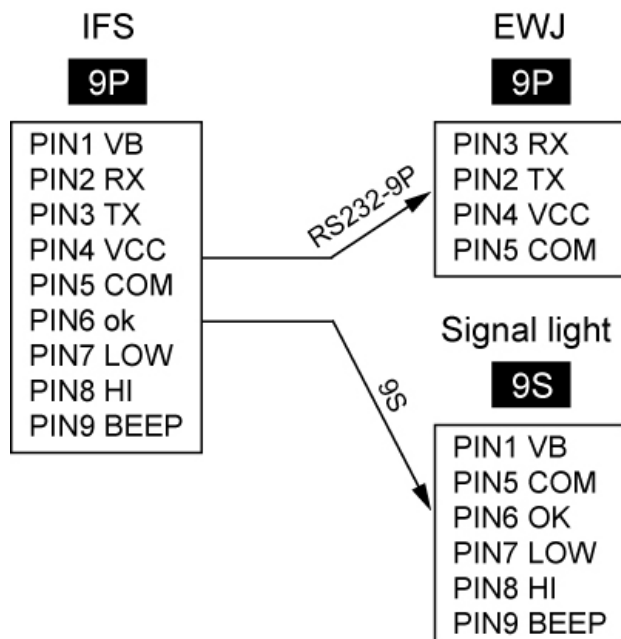 IFS
9P
PIN1 VB
PIN2 RX
PIN3 TX
PIN4 VCC
PIN5 COM
PIN6 ok
PIN7 LOW
PIN8 HI
PIN9 BEEP
RS232-9P
9S
EWJ
9P
PIN3 RX
PIN2 TX
PIN4 VCC
PIN5 COM
Signal light
9S
PIN1 VB
PIN5 COM
PIN6 OK
PIN7 LOW
PIN8 HI
PIN9 BEEP